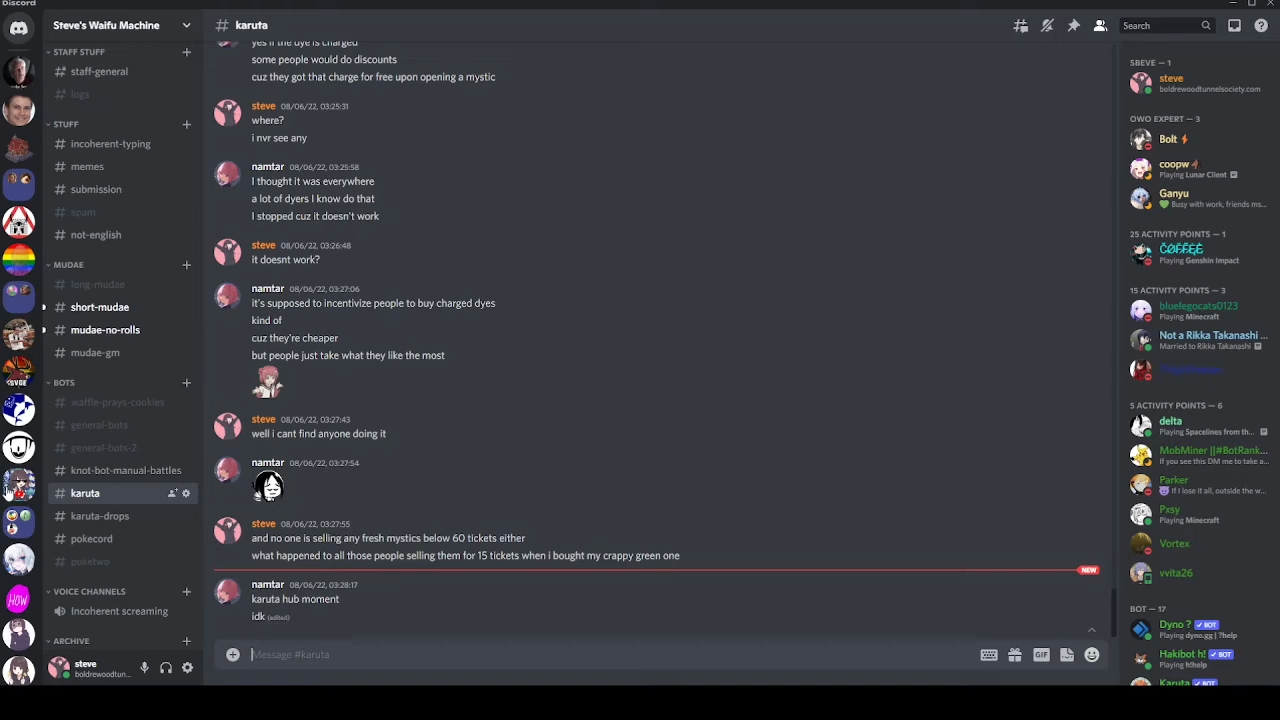 Discord
Steve's Waifu Machine
STAFF STUFF
staff-general
logs
STUFF
incoherent-typing
memes
submission
spam
not-english
MUDAE
long-mudae
short-mudae
mudae-no-rolls
mudae-gm
BOTS
waffle-prays-cookies
general-bots
general-bots-2
knot-bot-manual-battles
karuta
karuta-drops
pokecord
poketwo
VOICE CHANNELS
Incoherent screaming
ARCHIVE
steve
boldrewoodtun...
HOW
# karuta
Search
yes if the dye is charged
some people would do discounts
cuz they got that charge for free upon opening a mystic
steve 08/06/22, 03:25:31
where?
i nvr see any
namtar 08/06/22, 03:25:58
I thought it was everywhere
a lot of dyers I know do that
I stopped cuz it doesn't work
steve 08/06/22, 03:26:48
it doesnt work?
namtar 08/06/22, 03:27:06
it's supposed to incentivize people to buy charged dyes
kind of
cuz they're cheaper
but people just take what they like the most
steve 08/06/22, 03:27:43
well i cant find anyone doing it
namtar 08/06/22, 03:27:54
steve 08/06/22, 03:27:55
and no one is selling any fresh mystics below 60 tickets either
what happened to all those people selling them for 15 tickets when i bought my crappy green one
NEW
namtar 08/06/22, 03:28:17
karuta hub moment
idk (edited)
Message #karuta
GIF
SBEVE — 1
steve
boldrewoodtunnelsociety.com
OWO EXPERT — 3
Bolt
coopw
Playing Lunar Client
Ganyu
Busy with work, friends ms...
25 ACTIVITY POINTS — 1
Playing Genshin Impact
15 ACTIVITY POINTS — 3
bluelegocats0123
Playing Minecraft
Not a Rikka Takanashi ...
Married to Rikka Takanashi
5 ACTIVITY POINTS — 6
delta
Playing Spacelines from th...
MobMiner ||#BotRank...
If you see this DM me to take a...
Parker
If I lose it all, outside the w...
Pxsy
Playing Minecraft
Vortex
vvita26
BOT — 17
Dyno ? BOT
Playing dyno.gg | ?help
Hakibot h! BOT
Playing h!help
Karuta BOT